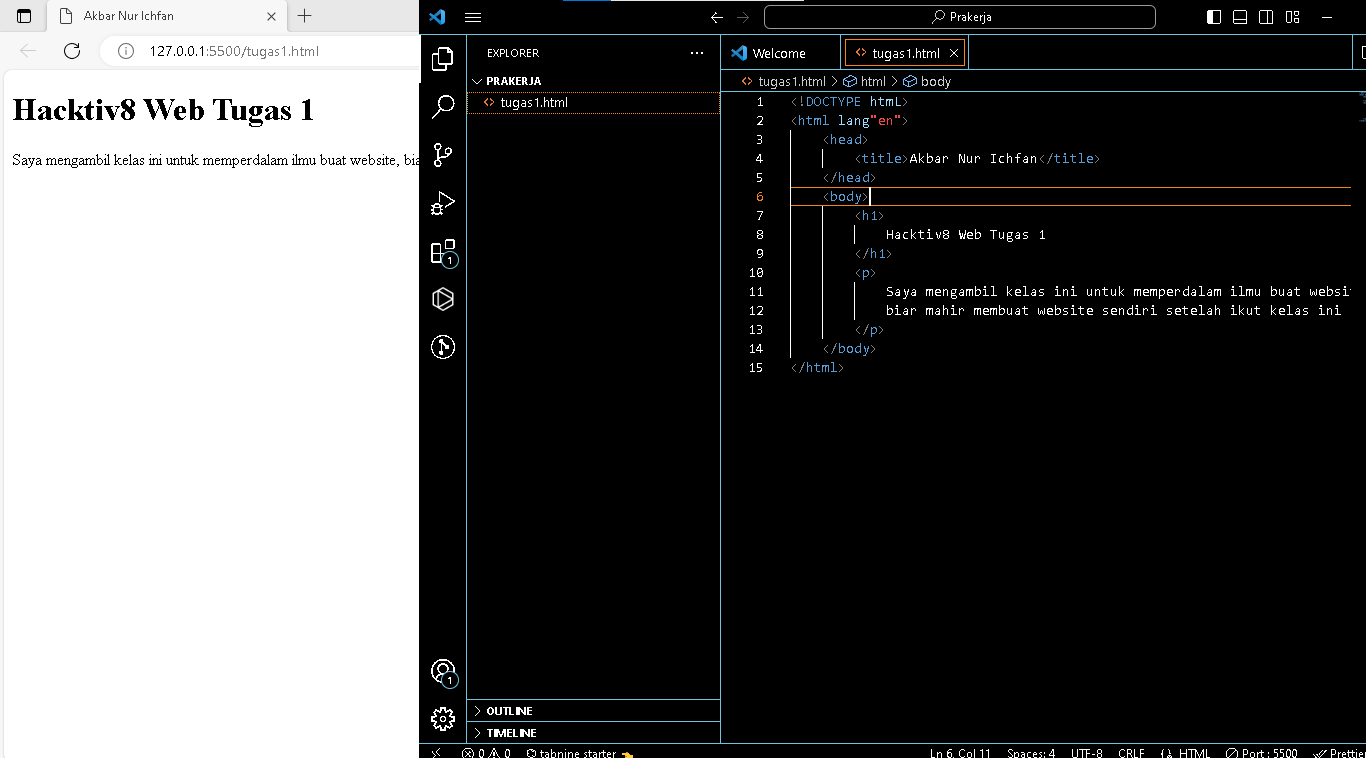 Akbar Nur Ichfan
127.0.0.1:5500/tugas1.html
Hacktiv8 Web Tugas 1
Saya mengambil kelas ini untuk memperdalam ilmu buat website, bia
Prakerja
EXPLORER
PRAKERJA
tugas1.html
OUTLINE
TIMELINE
1
1
Welcome
tugas1.html
tugas1.html > html > body
1 <!DOCTYPE htmL>
2 <html lang"en">
3 <head>
4 <title>Akbar Nur Ichfan</title>
5 </head>
6 <body>
7 <h1>
8 Hacktiv8 Web Tugas 1
9 </h1>
10 <p>
11 Saya mengambil kelas ini untuk memperdalam ilmu buat websi
12 biar mahir membuat website sendiri setelah ikut kelas ini
13 </p>
14 </body>
15 </html>
0 0 tabnine starter Ln 6, Col 11 Spaces: 4 UTF-8 CRLF {} HTML Port : 5500 Prettier